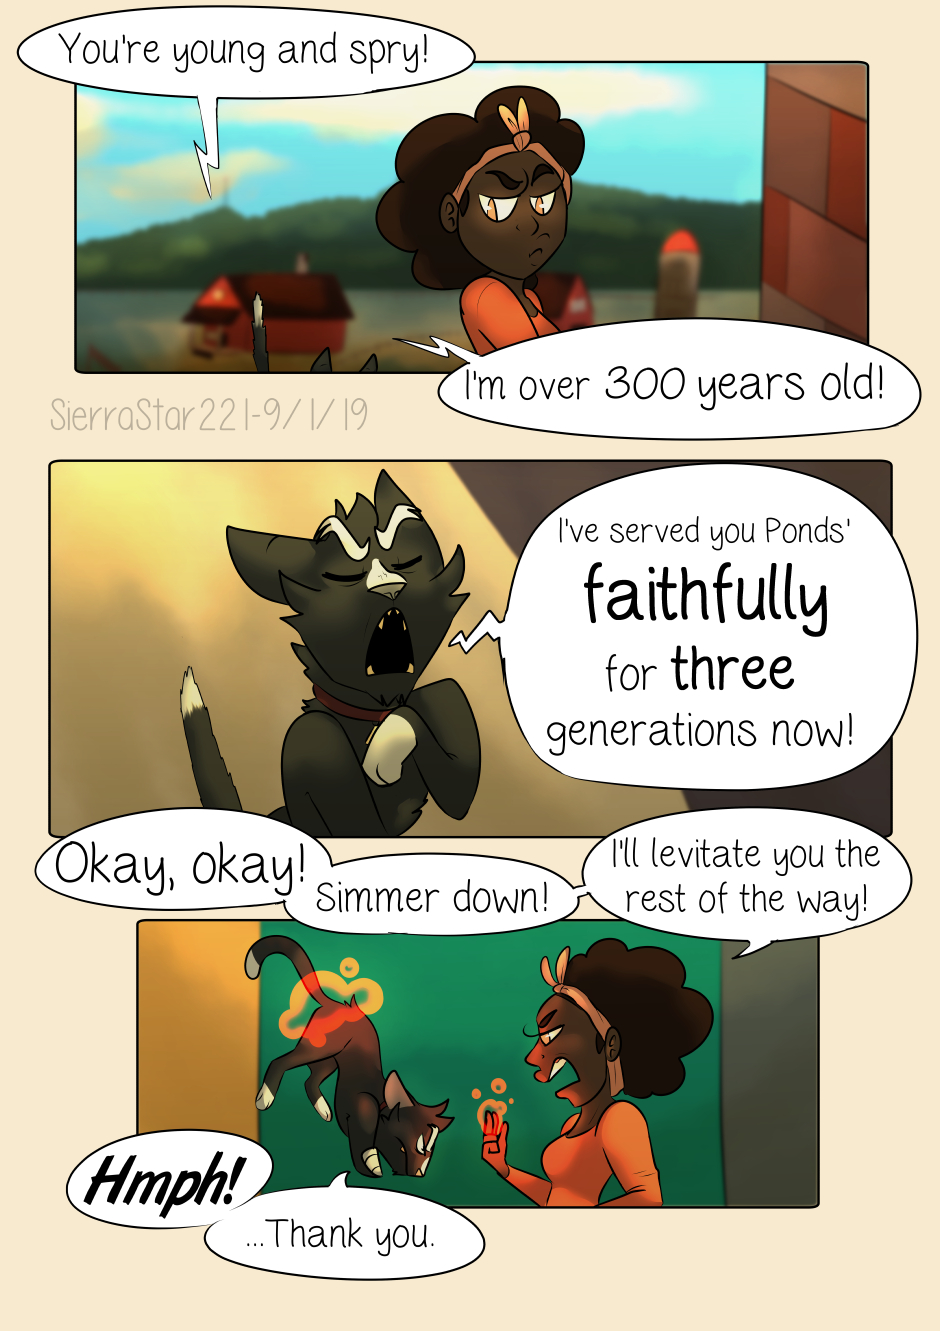 You're young and spry!
I'm over 300 years old!
SierraStar221-9/1/19
I've served you Ponds'
faithfully
for three
generations now!
Okay, okay!
Simmer down!
I'll levitate you the
rest of the way!
Hmph!
...Thank you.